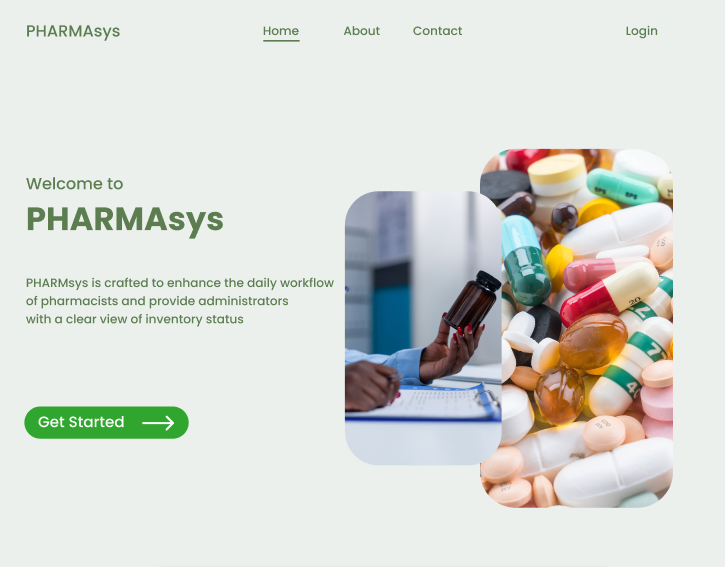 PHARMAsys
Home
About
Contact
Login
Welcome to
PHARMAsys
PHARMsys is crafted to enhance the daily workflow
of pharmacists and provide administrators
with a clear view of inventory status
Get Started
20